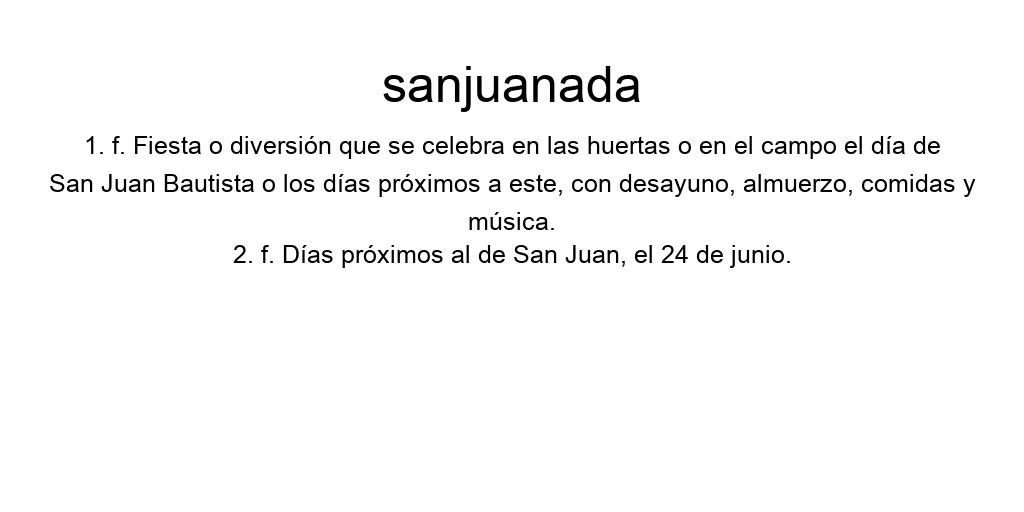 sanjuanada
1. f. Fiesta o diversión que se celebra en las huertas o en el campo el día de
San Juan Bautista o los días próximos a este, con desayuno, almuerzo, comidas y
música.
2. f. Días próximos al de San Juan, el 24 de junio.